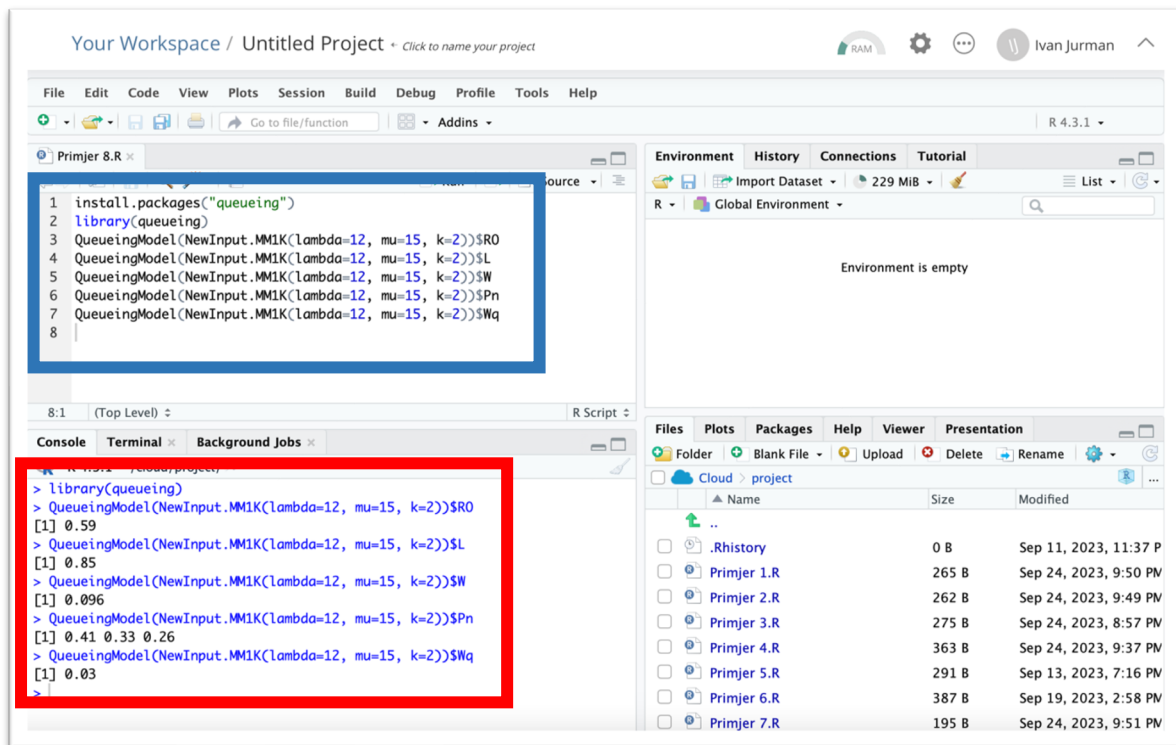 Your Workspace / Untitled Project ← Click to name your project
RAM
IJ Ivan Jurman
File Edit Code View Plots Session Build Debug Profile Tools Help
Go to file/function Addins R 4.3.1
Primjer 8.R
Source
1 install.packages("queueing")
2 library(queueing)
3 QueueingModel(NewInput.MM1K(lambda=12, mu=15, k=2))$RO
4 QueueingModel(NewInput.MM1K(lambda=12, mu=15, k=2))$L
5 QueueingModel(NewInput.MM1K(lambda=12, mu=15, k=2))$W
6 QueueingModel(NewInput.MM1K(lambda=12, mu=15, k=2))$Pn
7 QueueingModel(NewInput.MM1K(lambda=12, mu=15, k=2))$Wq
8
8:1 (Top Level) R Script
Console Terminal Background Jobs
> library(queueing)
> QueueingModel(NewInput.MM1K(lambda=12, mu=15, k=2))$RO
[1] 0.59
> QueueingModel(NewInput.MM1K(lambda=12, mu=15, k=2))$L
[1] 0.85
> QueueingModel(NewInput.MM1K(lambda=12, mu=15, k=2))$W
[1] 0.096
> QueueingModel(NewInput.MM1K(lambda=12, mu=15, k=2))$Pn
[1] 0.41 0.33 0.26
> QueueingModel(NewInput.MM1K(lambda=12, mu=15, k=2))$Wq
[1] 0.03
>
Environment History Connections Tutorial
Import Dataset 229 MiB List
R Global Environment
Environment is empty
Files Plots Packages Help Viewer Presentation
Folder Blank File Upload Delete Rename
Cloud > project ...
Name Size Modified
..
.Rhistory 0 B Sep 11, 2023, 11:37 P
Primjer 1.R 265 B Sep 24, 2023, 9:50 PM
Primjer 2.R 262 B Sep 24, 2023, 9:49 PM
Primjer 3.R 275 B Sep 24, 2023, 8:57 PM
Primjer 4.R 363 B Sep 24, 2023, 9:37 PM
Primjer 5.R 291 B Sep 13, 2023, 7:16 PM
Primjer 6.R 387 B Sep 19, 2023, 2:58 PM
Primjer 7.R 195 B Sep 24, 2023, 9:51 PM